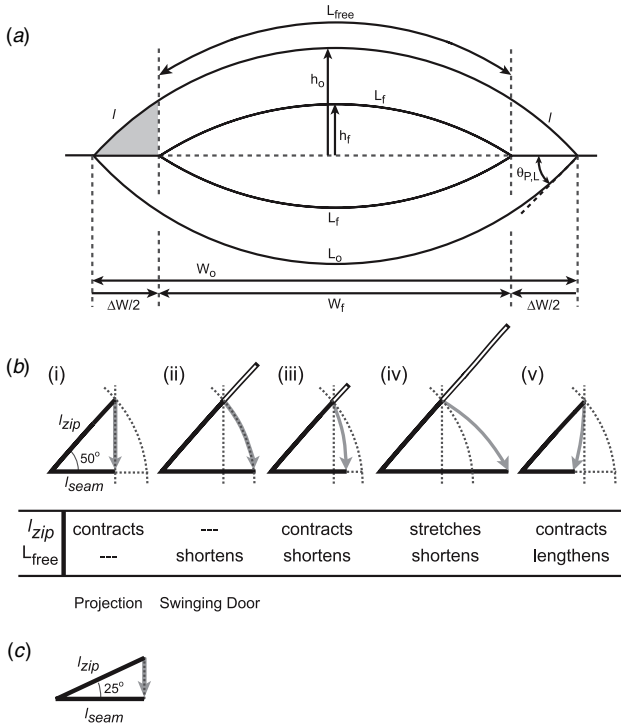 (a)
L_free
h_o
l
L_f
l
h_f
θ_P,L
L_f
L_o
W_o
ΔW/2
W_f
ΔW/2
(b)
(i)
(ii)
(iii)
(iv)
(v)
l_zip
50°
l_seam
l_zip contracts --- contracts stretches contracts
L_free --- shortens shortens shortens lengthens
Projection Swinging Door
(c)
l_zip
25°
l_seam